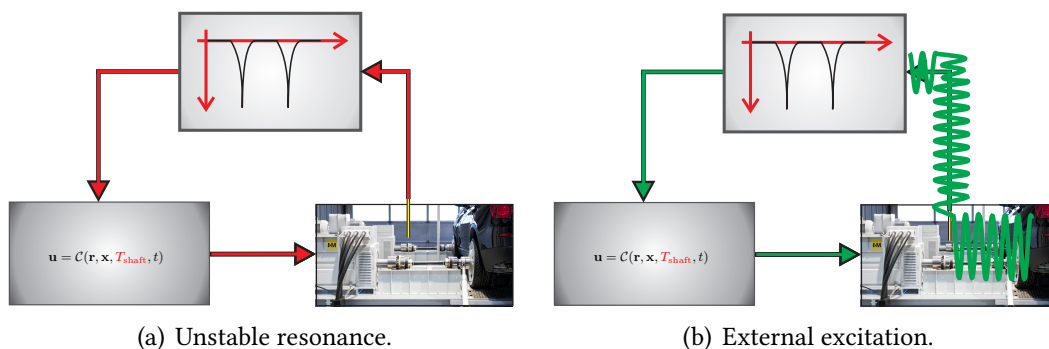 u = C(r, x, T_shaft, t)
u = C(r, x, T_shaft, t)
(a) Unstable resonance.
(b) External excitation.